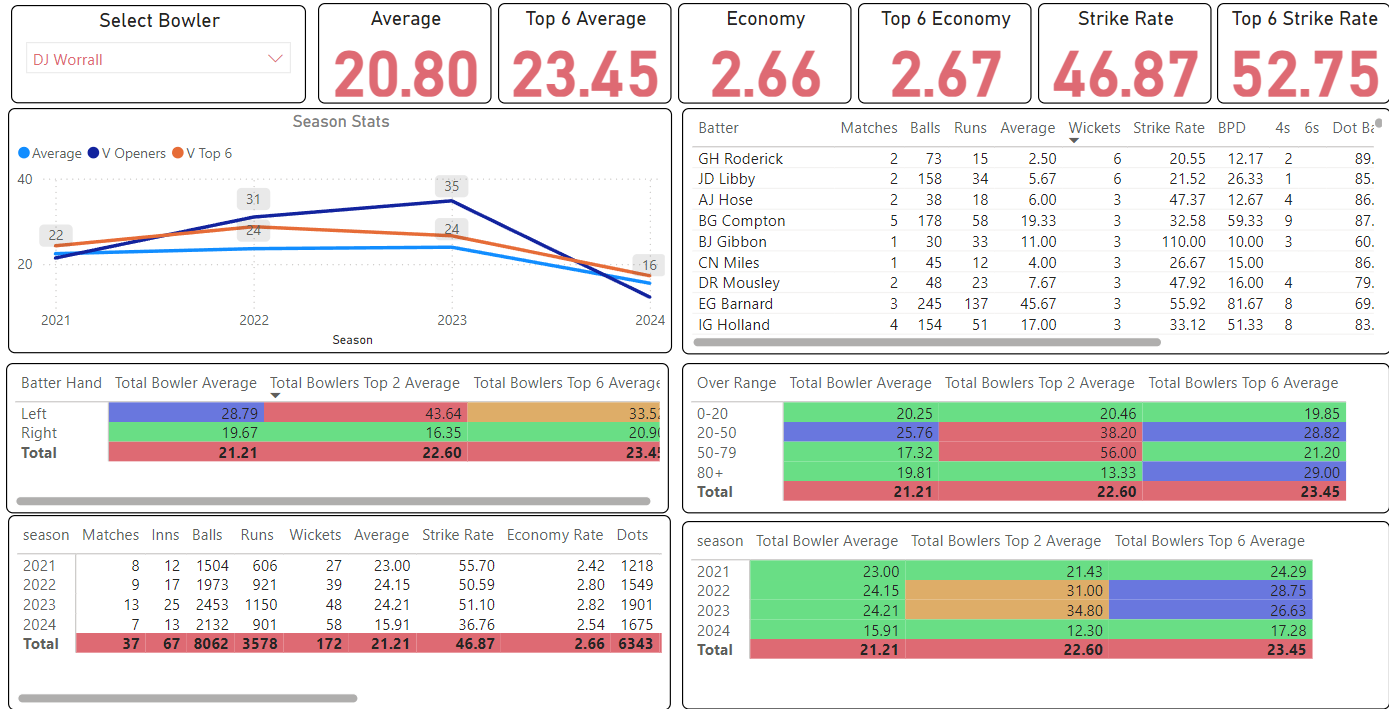 Select Bowler
DJ Worrall
Average
20.80
Top 6 Average
23.45
Economy
2.66
Top 6 Economy
2.67
Strike Rate
46.87
Top 6 Strike Rate
52.75
Season Stats
Average V Openers V Top 6
40
20
22
31
24
35
24
16
2021 2022 2023 2024
Season
Batter Matches Balls Runs Average Wickets Strike Rate BPD 4s 6s Dot Ba
GH Roderick 2 73 15 2.50 6 20.55 12.17 2 89.
JD Libby 2 158 34 5.67 6 21.52 26.33 1 85.
AJ Hose 2 38 18 6.00 3 47.37 12.67 4 86.
BG Compton 5 178 58 19.33 3 32.58 59.33 9 87.
BJ Gibbon 1 30 33 11.00 3 110.00 10.00 3 60.
CN Miles 1 45 12 4.00 3 26.67 15.00 86.
DR Mousley 2 48 23 7.67 3 47.92 16.00 4 79.
EG Barnard 3 245 137 45.67 3 55.92 81.67 8 69.
IG Holland 4 154 51 17.00 3 33.12 51.33 8 83.
Batter Hand Total Bowler Average Total Bowlers Top 2 Average Total Bowlers Top 6 Average
Left 28.79 43.64 33.52
Right 19.67 16.35 20.90
Total 21.21 22.60 23.45
Over Range Total Bowler Average Total Bowlers Top 2 Average Total Bowlers Top 6 Average
0-20 20.25 20.46 19.85
20-50 25.76 38.20 28.82
50-79 17.32 56.00 21.20
80+ 19.81 13.33 29.00
Total 21.21 22.60 23.45
season Matches Inns Balls Runs Wickets Average Strike Rate Economy Rate Dots
2021 8 12 1504 606 27 23.00 55.70 2.42 1218
2022 9 17 1973 921 39 24.15 50.59 2.80 1549
2023 13 25 2453 1150 48 24.21 51.10 2.82 1901
2024 7 13 2132 901 58 15.91 36.76 2.54 1675
Total 37 67 8062 3578 172 21.21 46.87 2.66 6343
season Total Bowler Average Total Bowlers Top 2 Average Total Bowlers Top 6 Average
2021 23.00 21.43 24.29
2022 24.15 31.00 28.75
2023 24.21 34.80 26.63
2024 15.91 12.30 17.28
Total 21.21 22.60 23.45